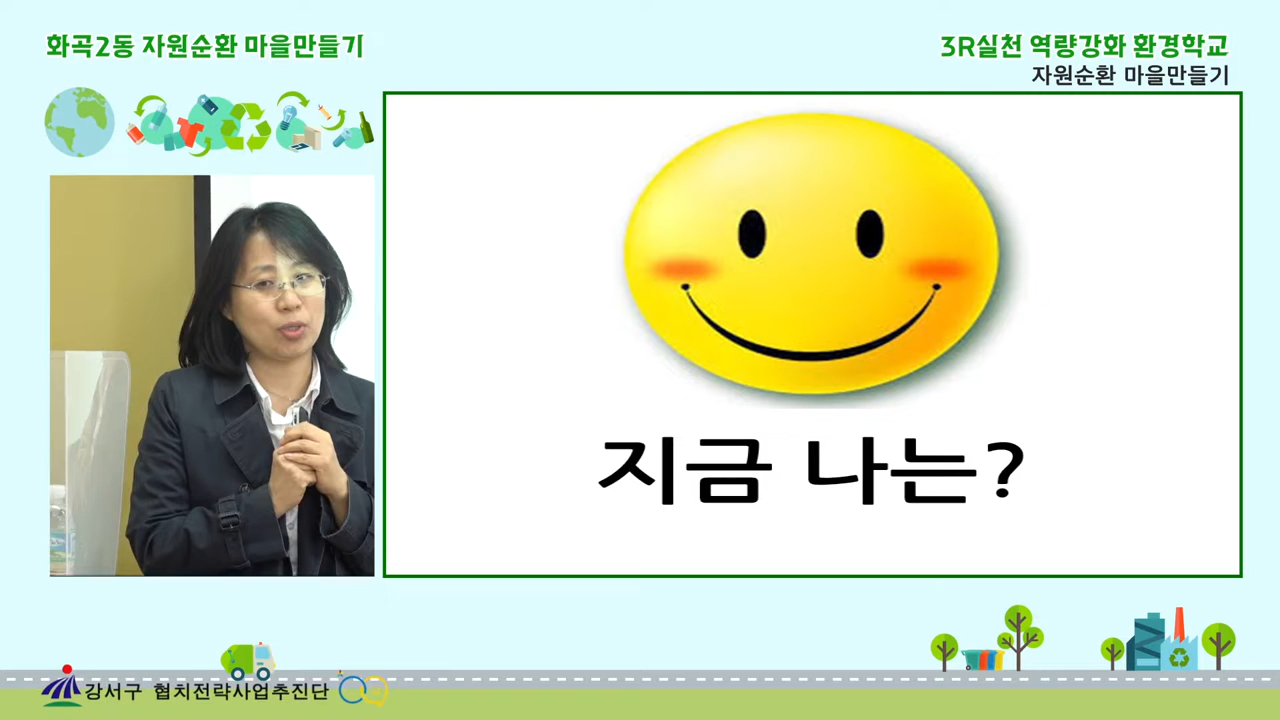 화곡2동 자원순환 마을만들기
3R실천 역량강화 환경학교
자원순환 마을만들기
지금 나는?
강서구 협치전략사업추진단